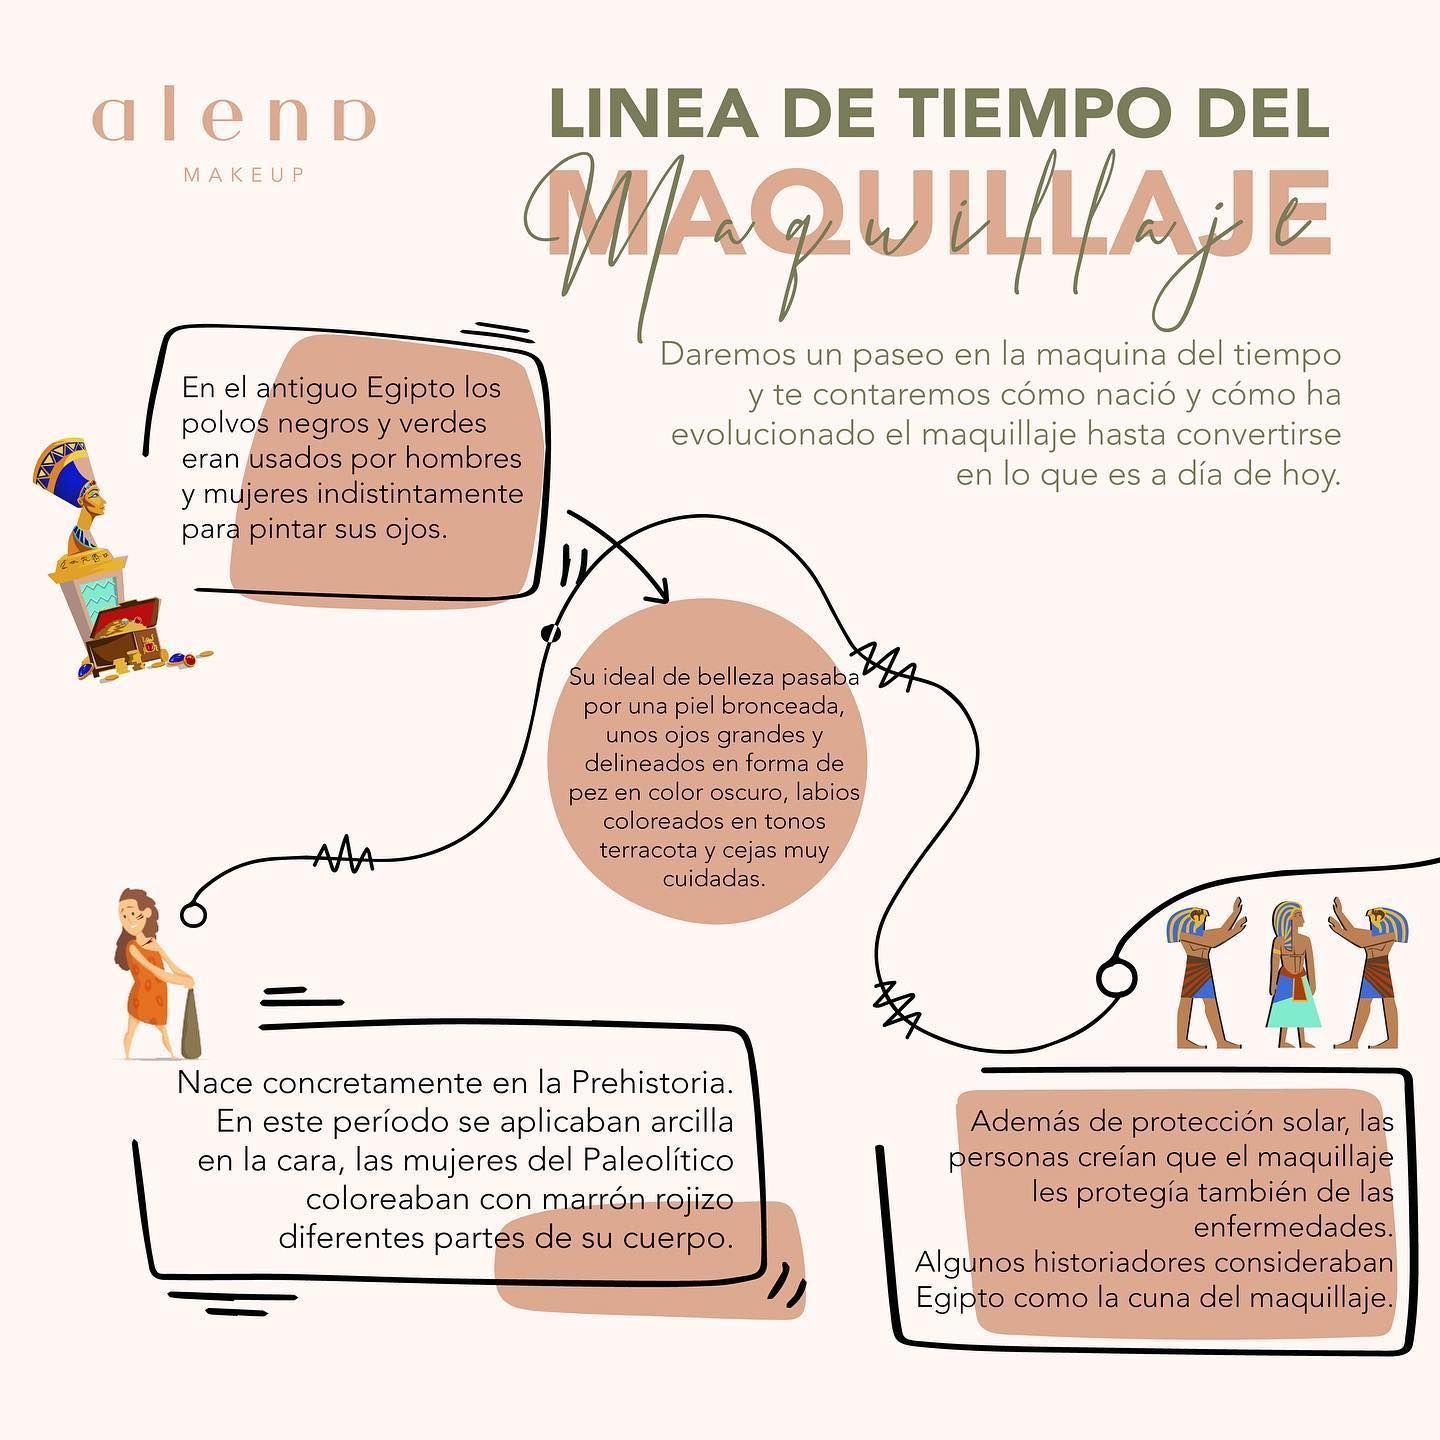 alena
MAKEUP
LINEA DE TIEMPO DEL
MAQUILLAJE
Maquillaje
Daremos un paseo en la maquina del tiempo
y te contaremos cómo nació y cómo ha
evolucionado el maquillaje hasta convertirse
en lo que es a día de hoy.
En el antiguo Egipto los
polvos negros y verdes
eran usados por hombres
y mujeres indistintamente
para pintar sus ojos.
Su ideal de belleza pasaba
por una piel bronceada,
unos ojos grandes y
delineados en forma de
pez en color oscuro, labios
coloreados en tonos
terracota y cejas muy
cuidadas.
Nace concretamente en la Prehistoria.
En este período se aplicaban arcilla
en la cara, las mujeres del Paleolítico
coloreaban con marrón rojizo
diferentes partes de su cuerpo.
Además de protección solar, las
personas creían que el maquillaje
les protegía también de las
enfermedades.
Algunos historiadores consideraban
Egipto como la cuna del maquillaje.